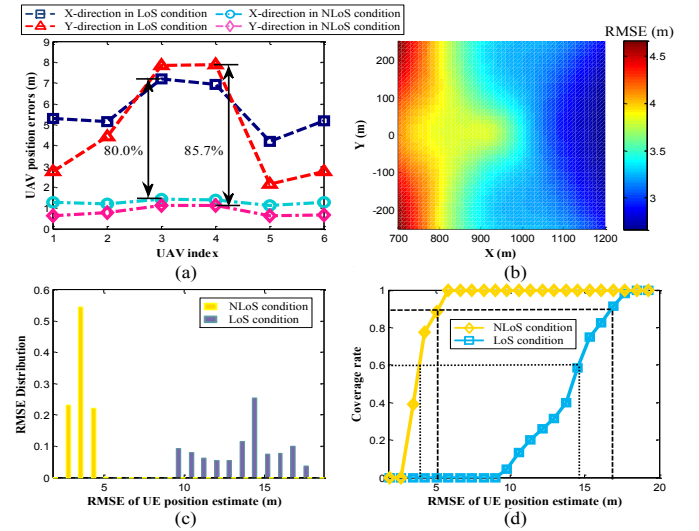 X-direction in LoS condition
Y-direction in LoS condition
X-direction in NLoS condition
Y-direction in NLoS condition
UAV position errors (m)
9
8
7
6
5
4
3
2
1
0
80.0%
85.7%
1 2 3 4 5 6
UAV index
(a)
RMSE (m)
Y (m)
200
100
0
-100
-200
700 800 900 1000 1100 1200
X (m)
4.5
4
3.5
3
(b)
NLoS condition
LoS condition
RMSE Distribution
0.6
0.5
0.4
0.3
0.2
0.1
0
5 10 15
RMSE of UE position estimate (m)
(c)
NLoS condition
LoS condition
Coverage rate
1
0.8
0.6
0.4
0.2
0
5 10 15 20
RMSE of UE position estimate (m)
(d)